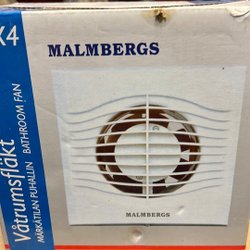 X4
MALMBERGS
Våtrumsfläkt
MÄRKÄTILAN PUHALLIN BATHROOM FAN
MALMBERGS